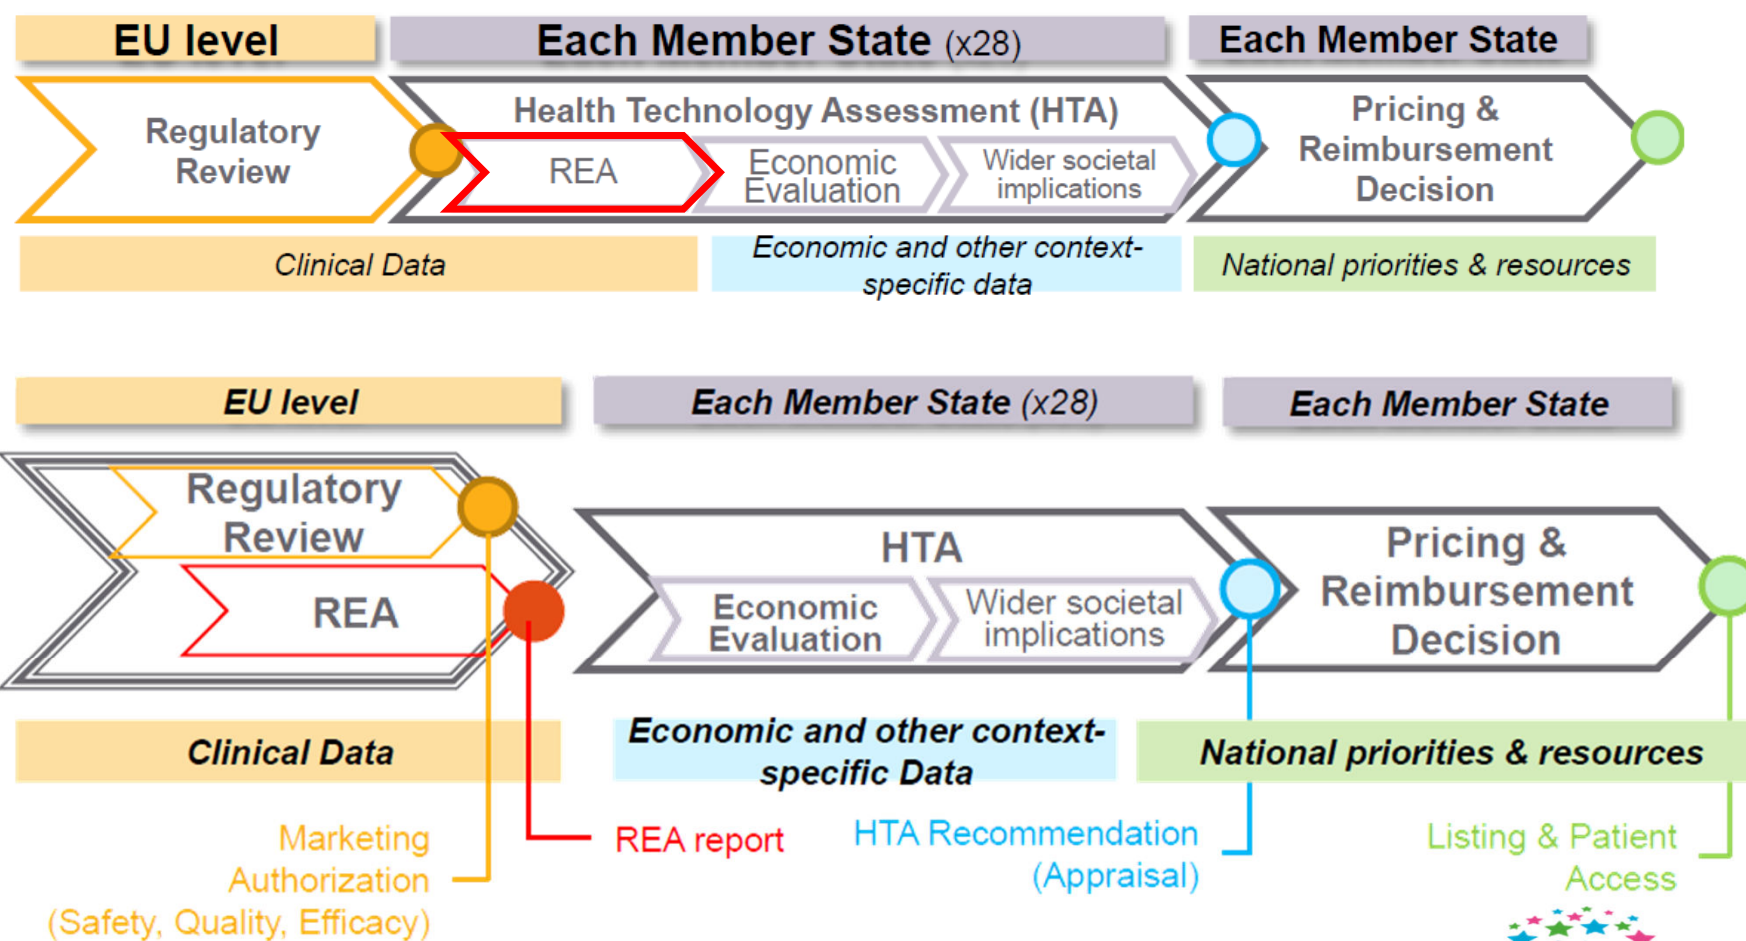 EU level
Each Member State (x28)
Each Member State
Regulatory
Review
Health Technology Assessment (HTA)
REA
Economic
Evaluation
Wider societal
implications
Pricing &
Reimbursement
Decision
Clinical Data
Economic and other context-
specific data
National priorities & resources
EU level
Each Member State (x28)
Each Member State
Regulatory
Review
REA
HTA
Economic
Evaluation
Wider societal
implications
Pricing &
Reimbursement
Decision
Clinical Data
Economic and other context-
specific Data
National priorities & resources
Marketing
Authorization
(Safety, Quality, Efficacy)
REA report
HTA Recommendation
(Appraisal)
Listing & Patient
Access